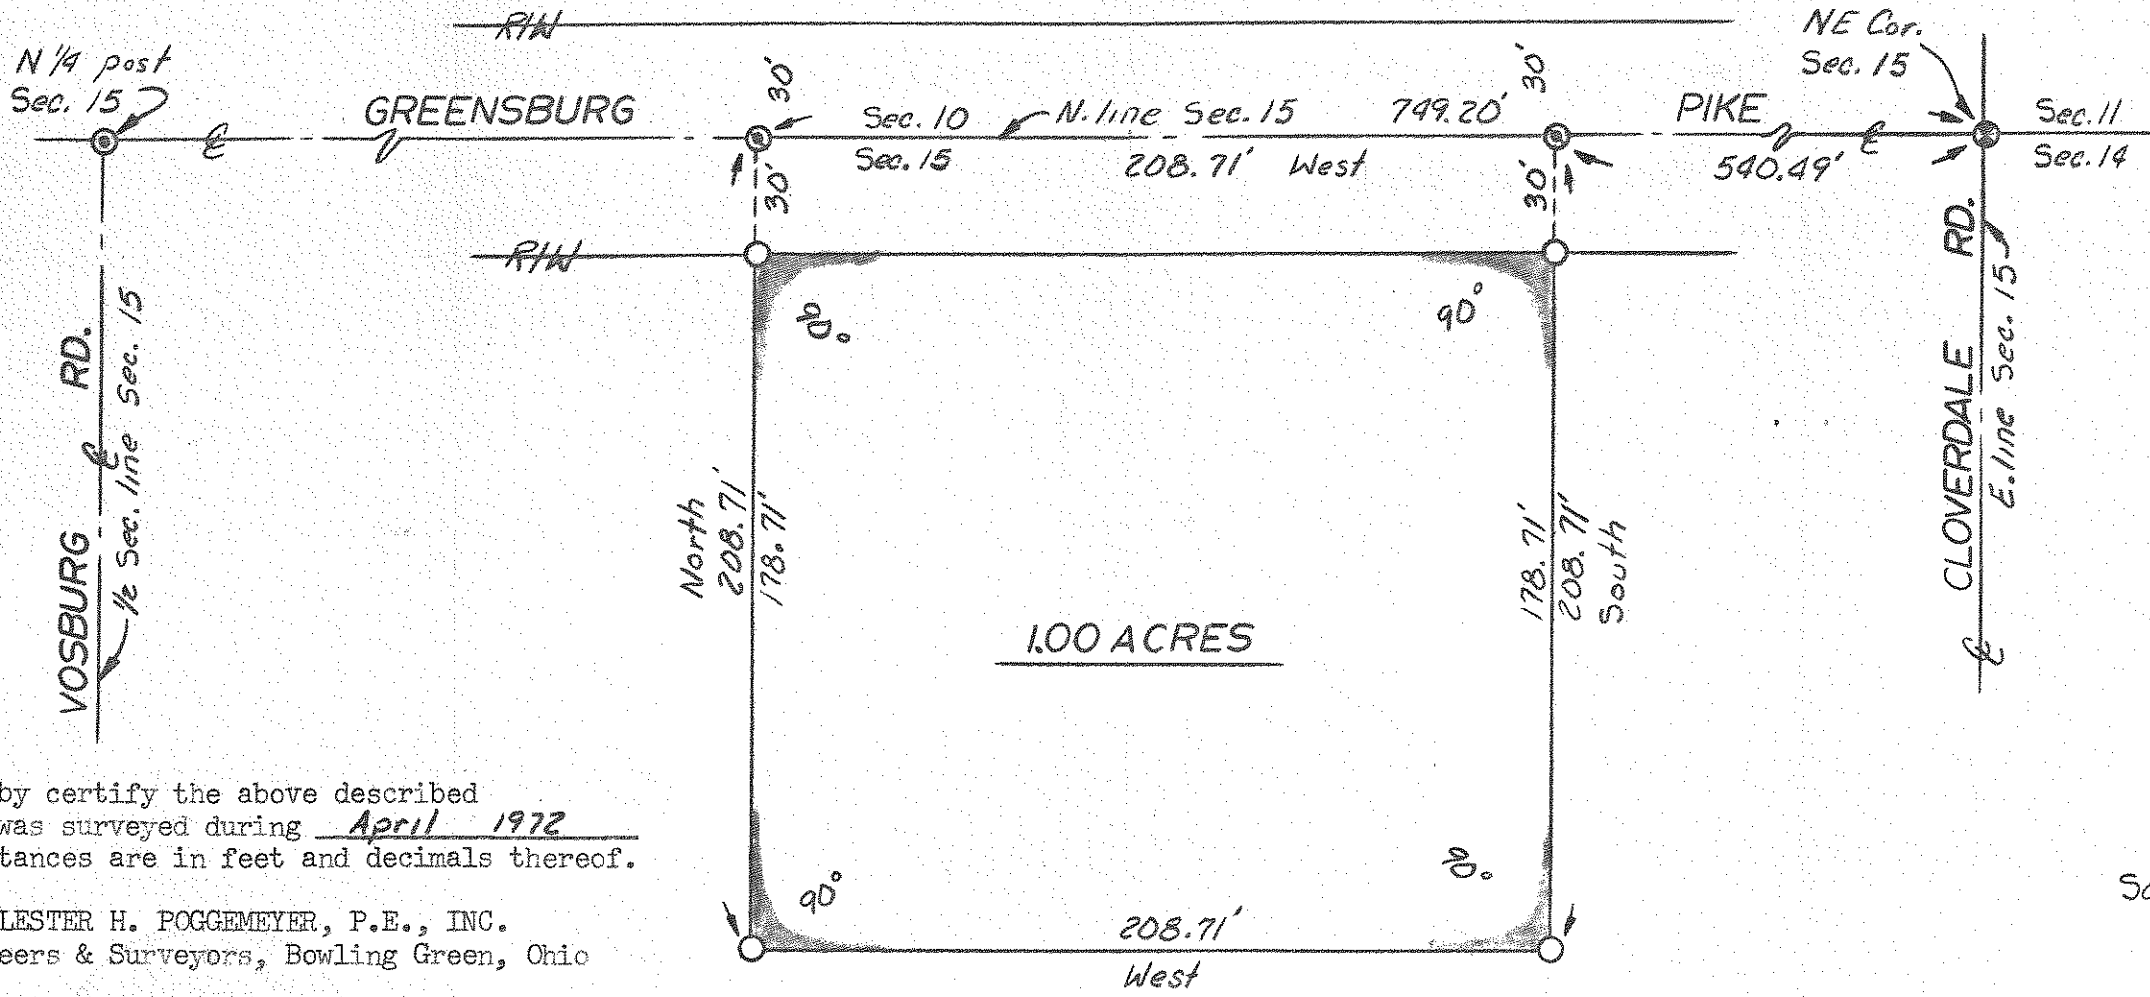 R/W
N 1/4 post
Sec. 15
NE Cor.
Sec. 15
30'
30'
GREENSBURG
℄
Sec. 10
Sec. 15
N. line Sec. 15
749.20'
208.71' West
PIKE
℄
540.49'
Sec. 11
Sec. 14
30'
30'
R/W
VOSBURG RD.
℄
1/2 Sec. line Sec. 15
90°
90°
CLOVERDALE RD.
℄
E. line Sec. 15
North
208.71'
178.71'
178.71'
208.71'
South
1.00 ACRES
90°
90°
208.71'
West
by certify the above described
was surveyed during April 1972
tances are in feet and decimals thereof.
LESTER H. POGGEMEYER, P.E., INC.
eers & Surveyors, Bowling Green, Ohio
Sc